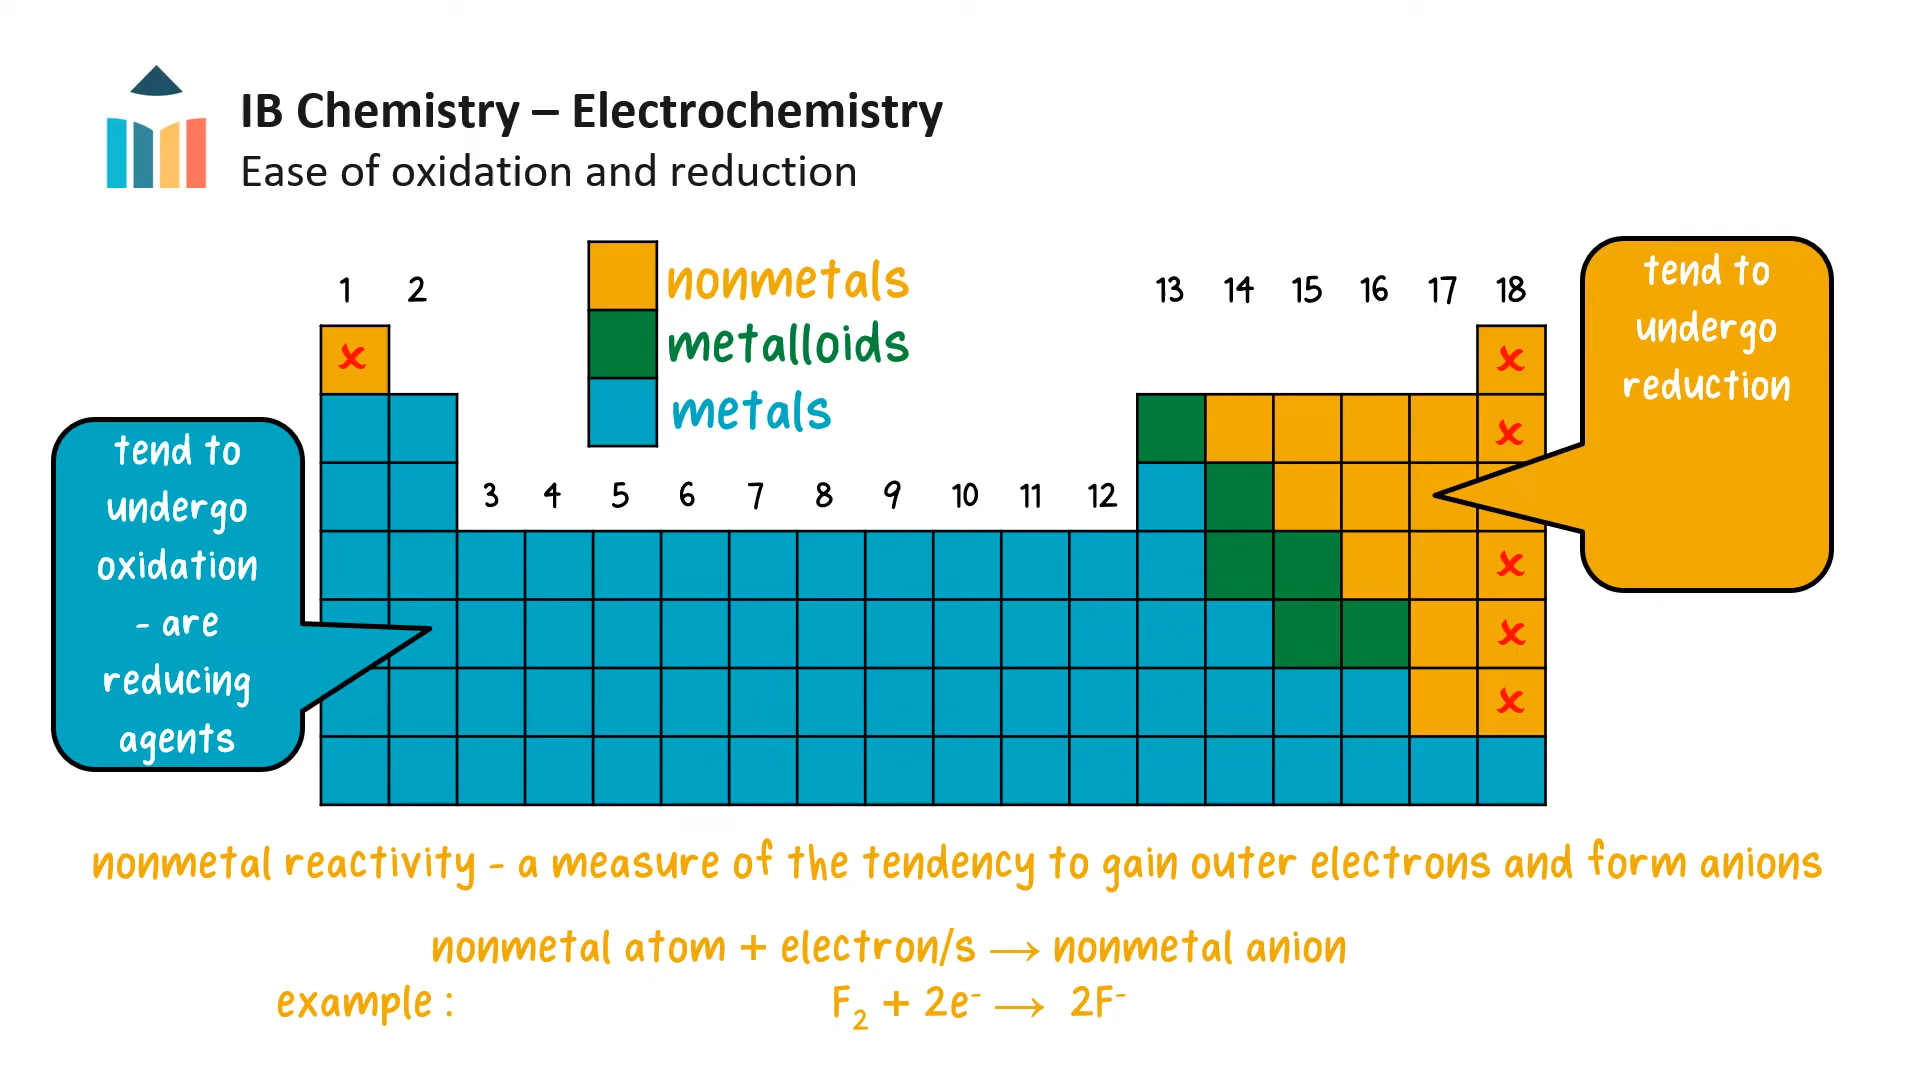 IB Chemistry – Electrochemistry
Ease of oxidation and reduction
nonmetals
metalloids
metals
1 2 13 14 15 16 17 18
3 4 5 6 7 8 9 10 11 12
tend to
undergo
oxidation
- are
reducing
agents
tend to
undergo
reduction
nonmetal reactivity - a measure of the tendency to gain outer electrons and form anions
nonmetal atom + electron/s → nonmetal anion
example : F₂ + 2e⁻ → 2F⁻